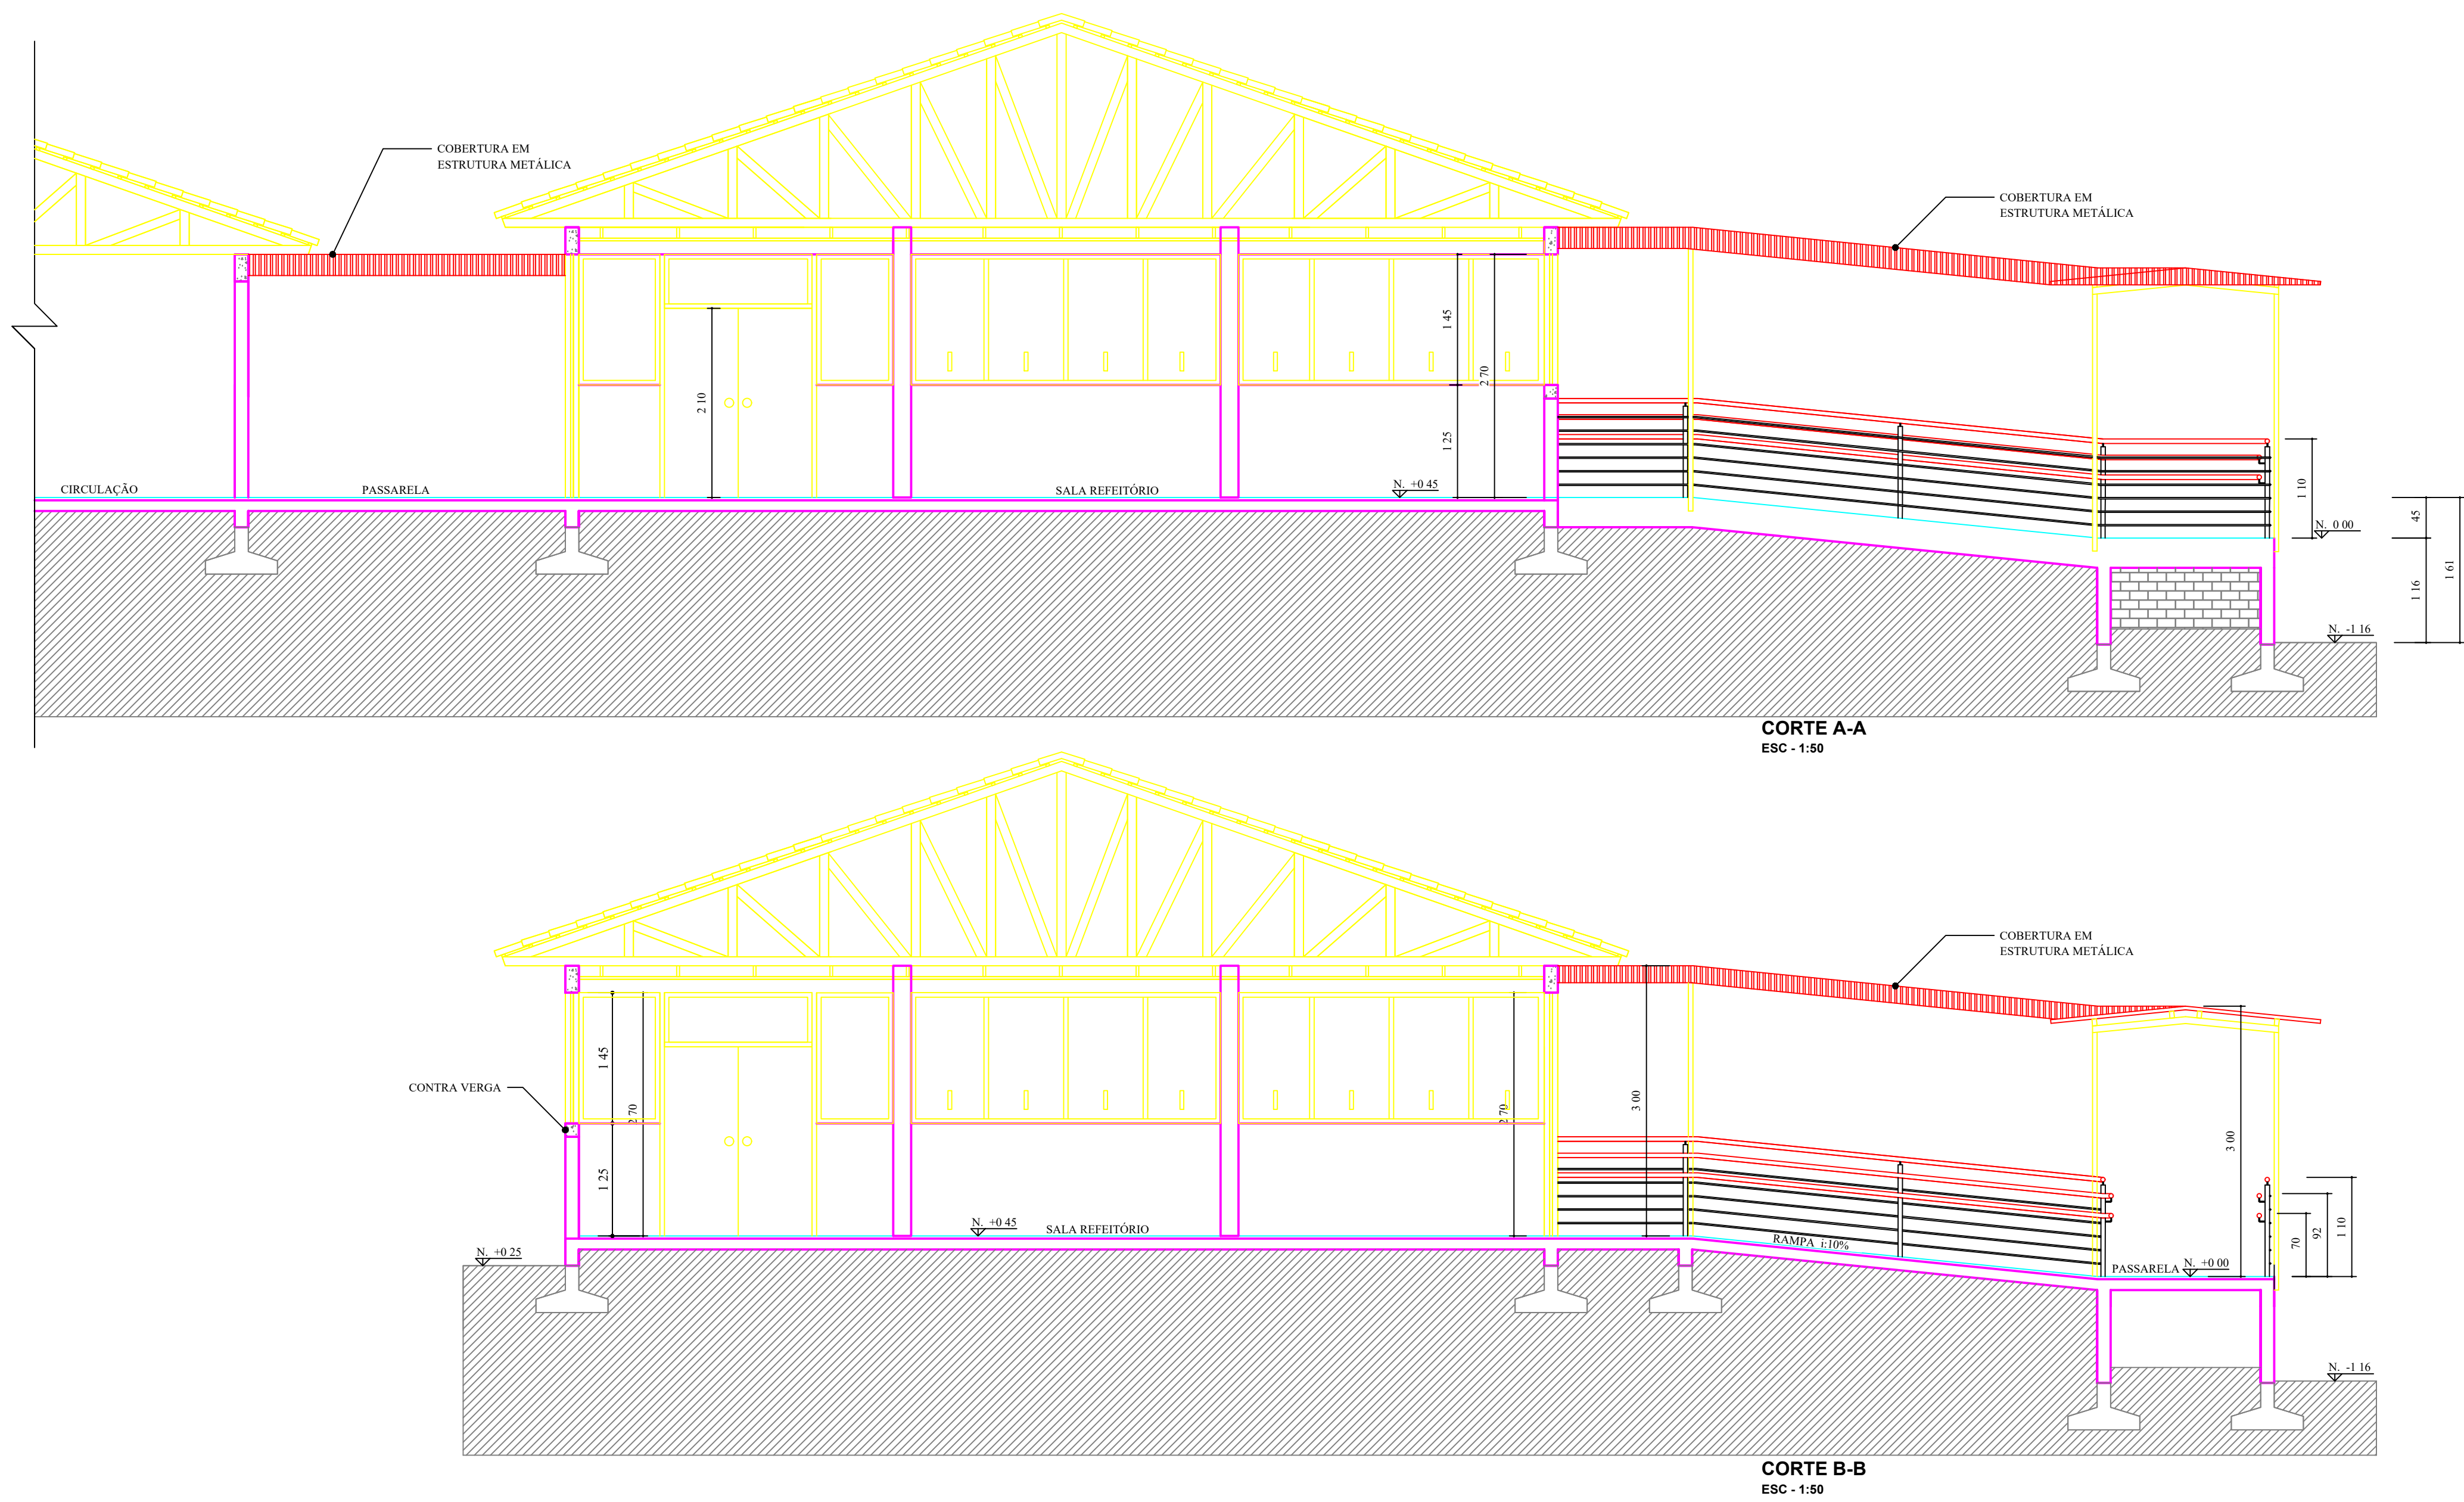 COBERTURA EM
ESTRUTURA METÁLICA
COBERTURA EM
ESTRUTURA METÁLICA
1 45
2 70
2 10
1 25
CIRCULAÇÃO
PASSARELA
SALA REFEITÓRIO
N. +0 45
1 10
N. 0 00
45
1 61
1 16
N. -1 16
CORTE A-A
ESC - 1:50
COBERTURA EM
ESTRUTURA METÁLICA
CONTRA VERGA
1 45
2 70
1 25
2 70
3 00
3 00
N. +0 45
SALA REFEITÓRIO
N. +0 25
RAMPA i:10%
PASSARELA
N. +0 00
70
92
1 10
N. -1 16
CORTE B-B
ESC - 1:50